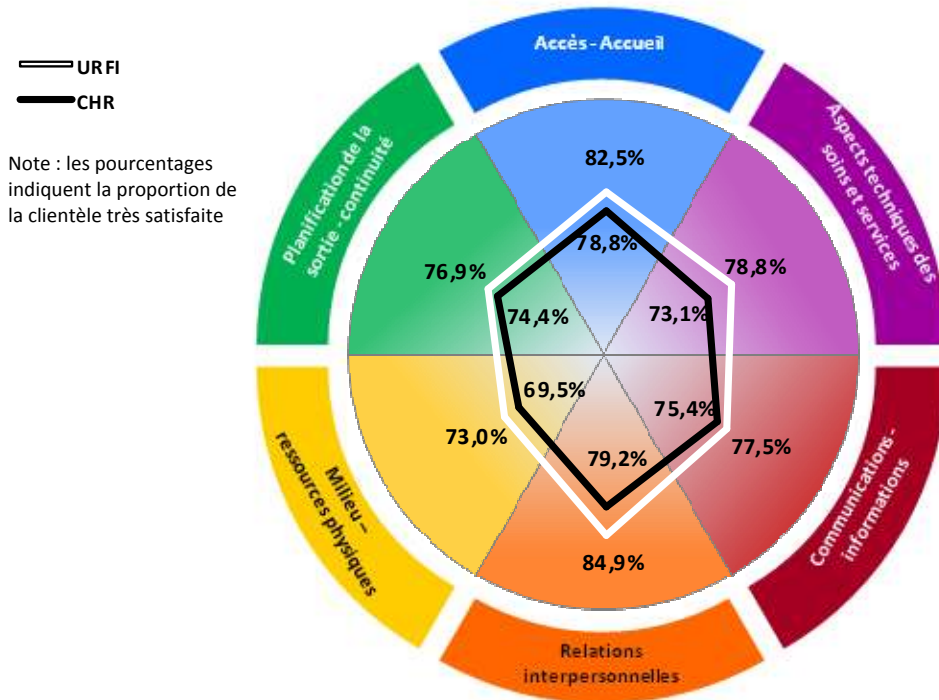 URFI
CHR
Note : les pourcentages
indiquent la proportion de
la clientèle très satisfaite
Accès - Accueil
Aspects techniques des
soins et services
Communications -
informations
Relations
interpersonnelles
Milieu –
ressources physiques
Planification de la
sortie - continuité
82,5%
78,8%
78,8%
73,1%
75,4%
77,5%
79,2%
84,9%
69,5%
73,0%
76,9%
74,4%